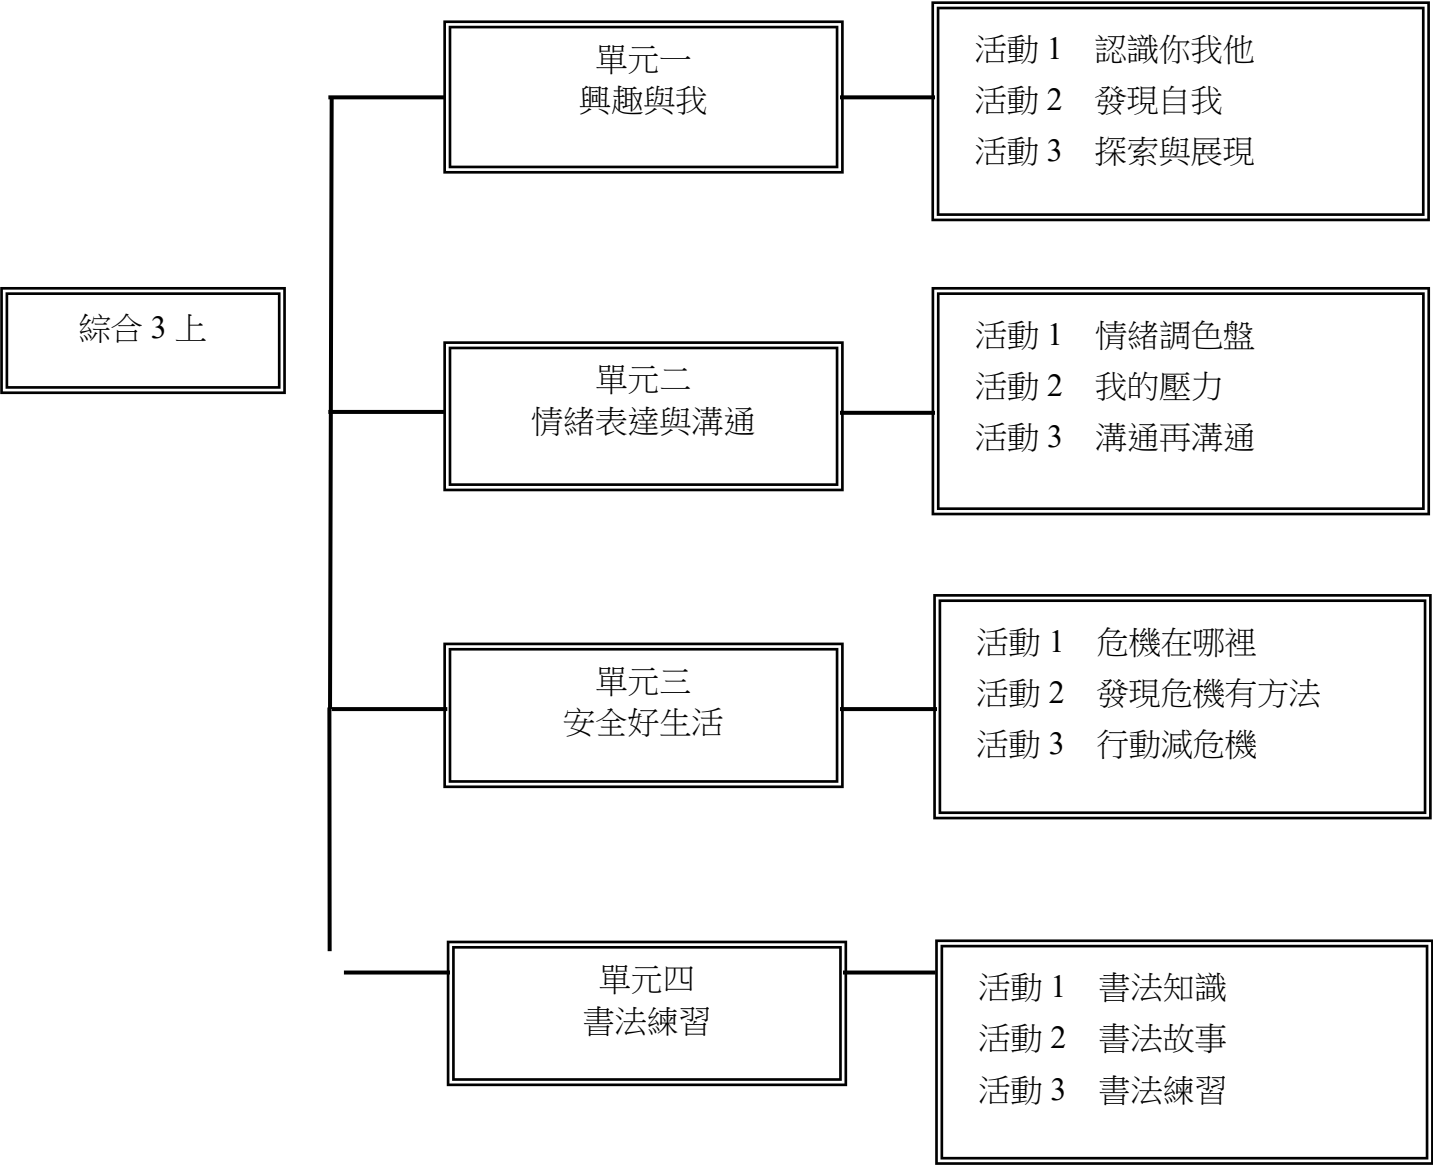 綜合 3 上
單元一
興趣與我
活動 1 認識你我他
活動 2 發現自我
活動 3 探索與展現
單元二
情緒表達與溝通
活動 1 情緒調色盤
活動 2 我的壓力
活動 3 溝通再溝通
單元三
安全好生活
活動 1 危機在哪裡
活動 2 發現危機有方法
活動 3 行動減危機
單元四
書法練習
活動 1 書法知識
活動 2 書法故事
活動 3 書法練習